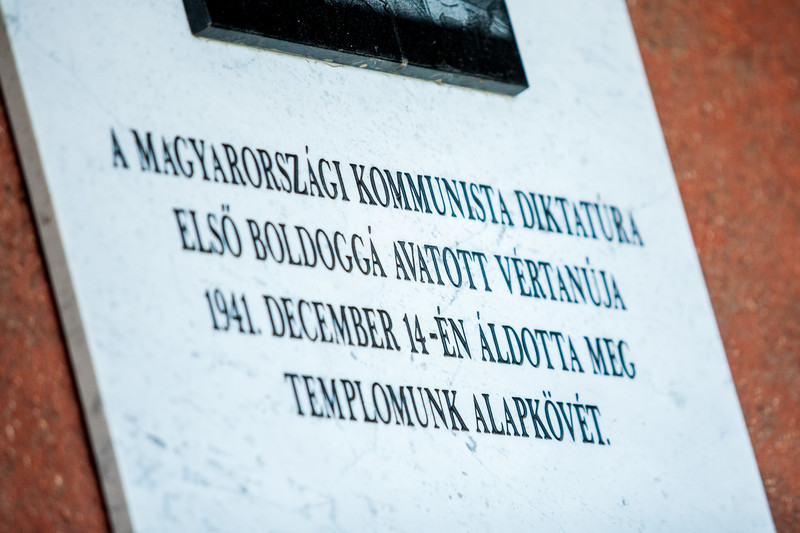 A MAGYARORSZÁGI KOMMUNISTA DIKTATÚRA
ELSŐ BOLDOGGÁ AVATOTT VÉRTANÚJA
1941. DECEMBER 14-ÉN ÁLDOTTA MEG
TEMPLOMUNK ALAPKÖVÉT.